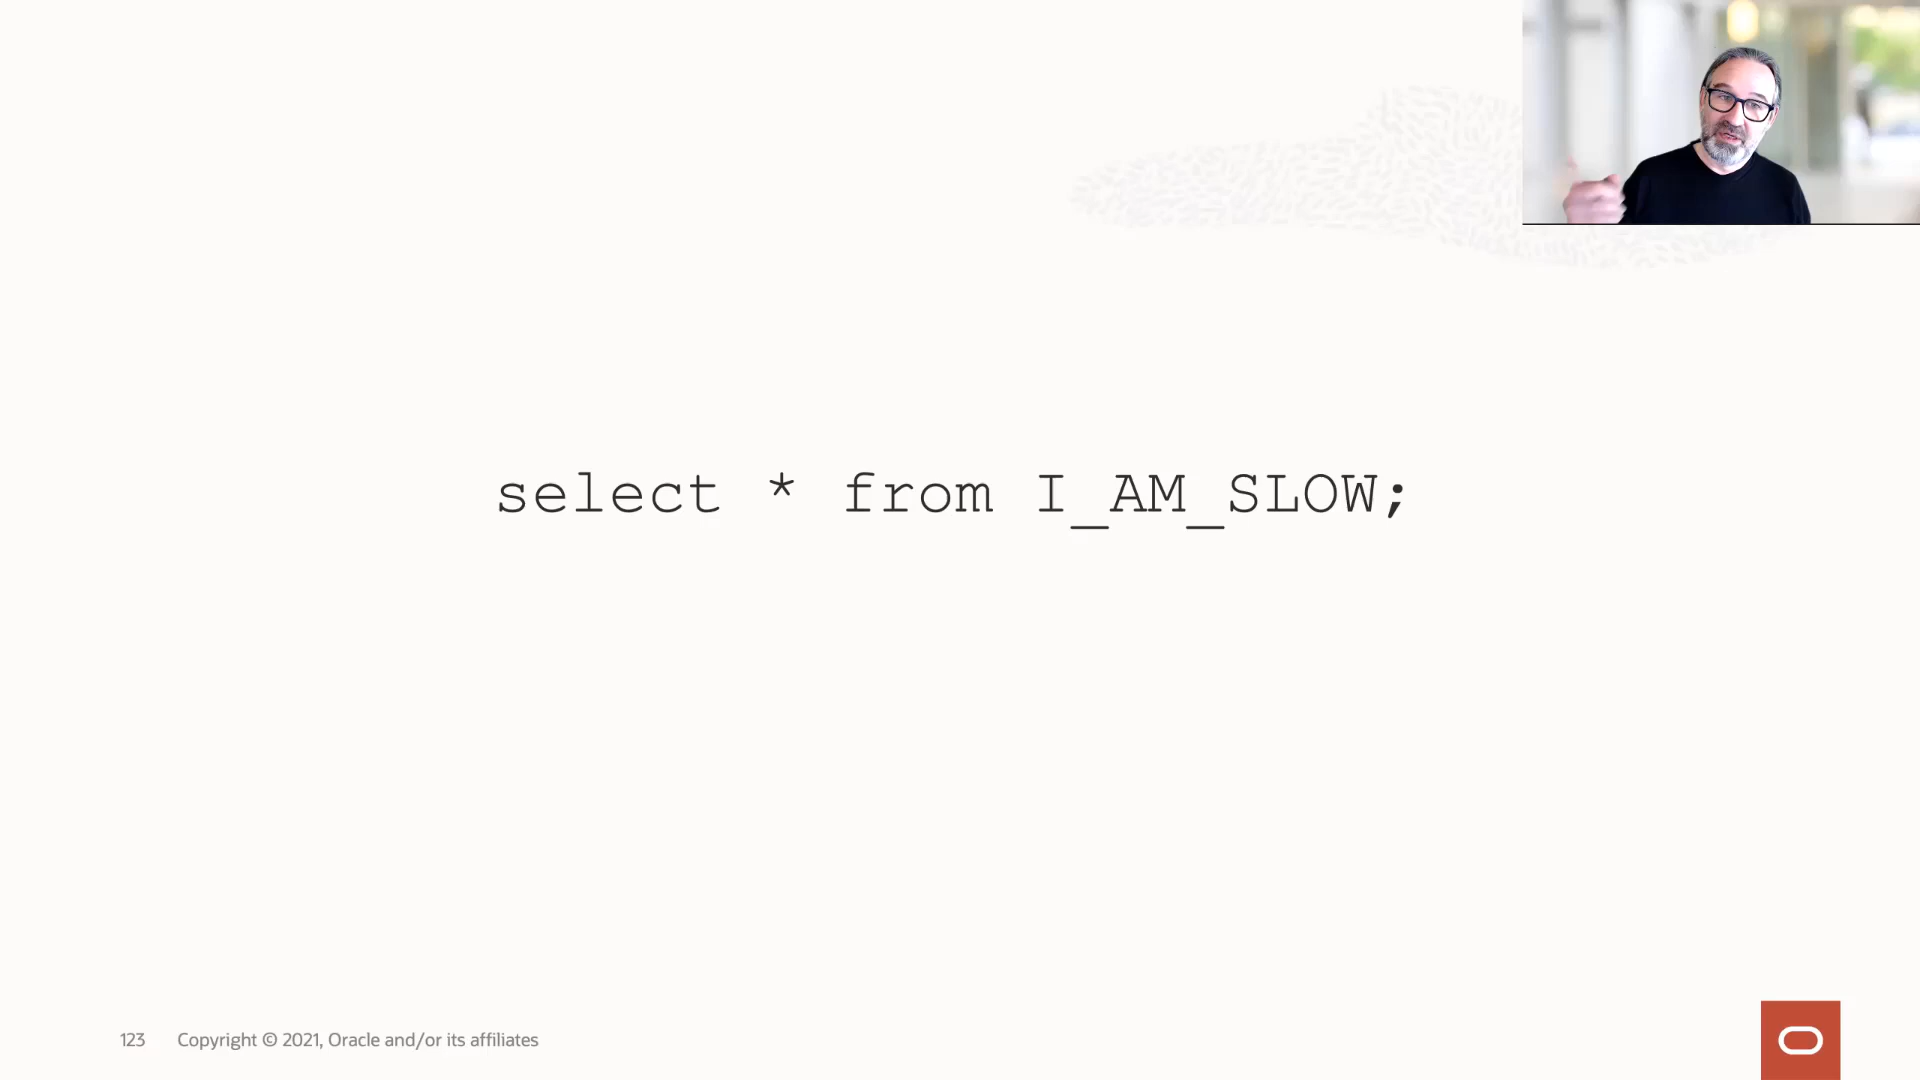 select * from I_AM_SLOW;
123 Copyright © 2021, Oracle and/or its affiliates